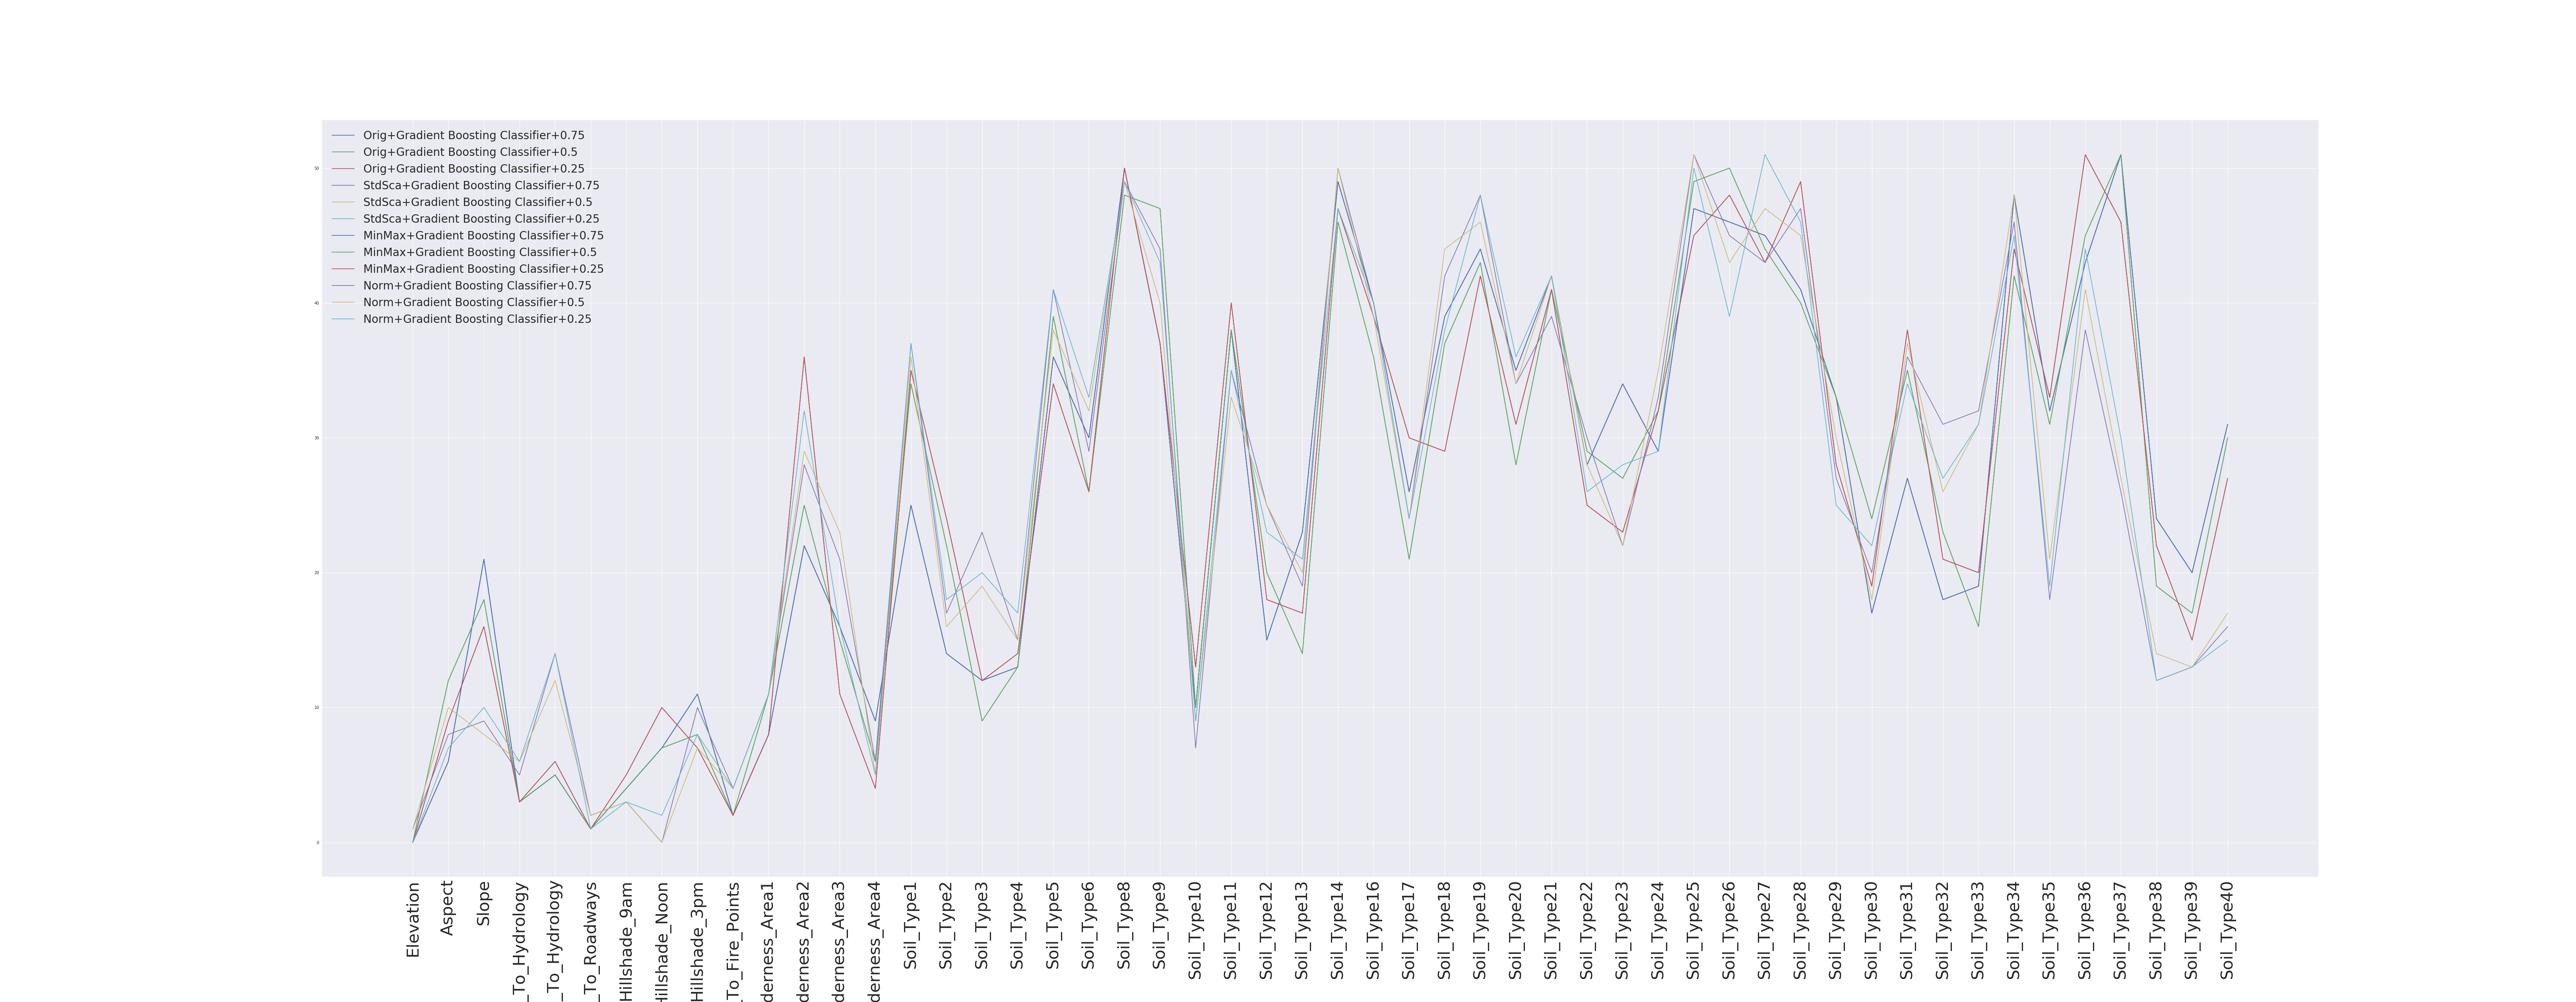 Orig+Gradient Boosting Classifier+0.75
Orig+Gradient Boosting Classifier+0.5
Orig+Gradient Boosting Classifier+0.25
StdSca+Gradient Boosting Classifier+0.75
StdSca+Gradient Boosting Classifier+0.5
StdSca+Gradient Boosting Classifier+0.25
MinMax+Gradient Boosting Classifier+0.75
MinMax+Gradient Boosting Classifier+0.5
MinMax+Gradient Boosting Classifier+0.25
Norm+Gradient Boosting Classifier+0.75
Norm+Gradient Boosting Classifier+0.5
Norm+Gradient Boosting Classifier+0.25
50
40
30
20
10
0
Elevation
Aspect
Slope
_To_Hydrology
_To_Hydrology
_To_Roadways
Hillshade_9am
Hillshade_Noon
Hillshade_3pm
_To_Fire_Points
derness_Area1
derness_Area2
derness_Area3
derness_Area4
Soil_Type1
Soil_Type2
Soil_Type3
Soil_Type4
Soil_Type5
Soil_Type6
Soil_Type8
Soil_Type9
Soil_Type10
Soil_Type11
Soil_Type12
Soil_Type13
Soil_Type14
Soil_Type16
Soil_Type17
Soil_Type18
Soil_Type19
Soil_Type20
Soil_Type21
Soil_Type22
Soil_Type23
Soil_Type24
Soil_Type25
Soil_Type26
Soil_Type27
Soil_Type28
Soil_Type29
Soil_Type30
Soil_Type31
Soil_Type32
Soil_Type33
Soil_Type34
Soil_Type35
Soil_Type36
Soil_Type37
Soil_Type38
Soil_Type39
Soil_Type40